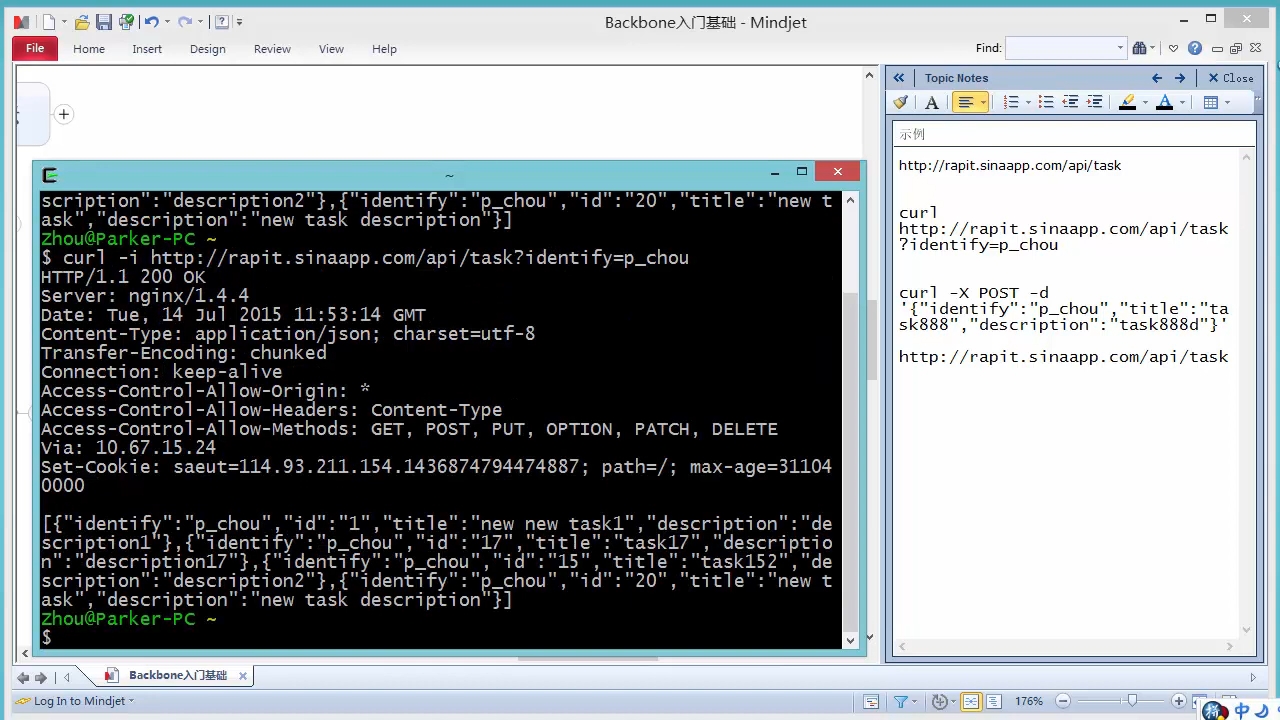 Backbone入门基础 - Mindjet
File Home Insert Design Review View Help Find:
Topic Notes Close
示例
http://rapit.sinaapp.com/api/task
curl
http://rapit.sinaapp.com/api/task
?identify=p_chou
curl -X POST -d
'{"identify":"p_chou","title":"ta
sk888","description":"task888d"}'
http://rapit.sinaapp.com/api/task
~
scription":"description2"},{"identify":"p_chou","id":"20","title":"new t
ask","description":"new task description"}]
Zhou@Parker-PC ~
$ curl -i http://rapit.sinaapp.com/api/task?identify=p_chou
HTTP/1.1 200 OK
Server: nginx/1.4.4
Date: Tue, 14 Jul 2015 11:53:14 GMT
Content-Type: application/json; charset=utf-8
Transfer-Encoding: chunked
Connection: keep-alive
Access-Control-Allow-Origin: *
Access-Control-Allow-Headers: Content-Type
Access-Control-Allow-Methods: GET, POST, PUT, OPTION, PATCH, DELETE
Via: 10.67.15.24
Set-Cookie: saeut=114.93.211.154.1436874794474887; path=/; max-age=31104
0000
[{"identify":"p_chou","id":"1","title":"new new task1","description":"de
scription1"},{"identify":"p_chou","id":"17","title":"task17","descriptio
n":"description17"},{"identify":"p_chou","id":"15","title":"task152","de
scription":"description2"},{"identify":"p_chou","id":"20","title":"new t
ask","description":"new task description"}]
Zhou@Parker-PC ~
$
Backbone入门基础
Log In to Mindjet 176%
拼 中